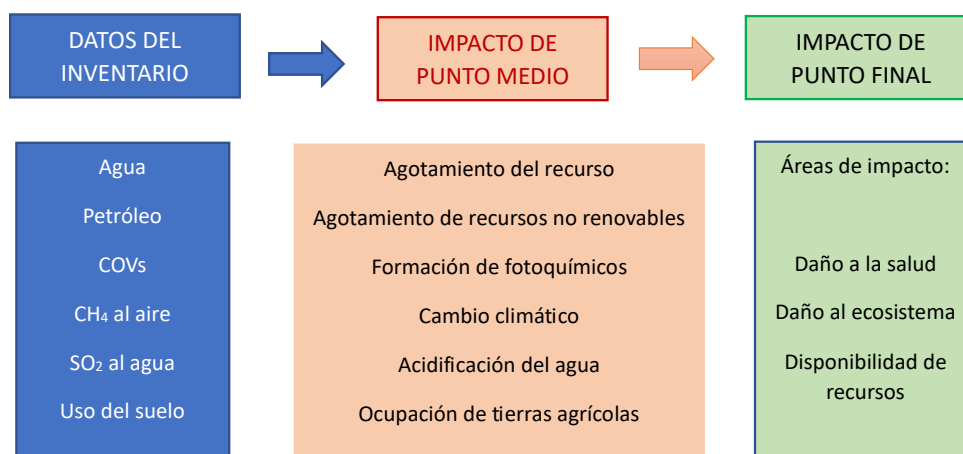 DATOS DEL
INVENTARIO
IMPACTO DE
PUNTO MEDIO
IMPACTO DE
PUNTO FINAL
Agua
Petróleo
COVs
CH₄ al aire
SO₂ al agua
Uso del suelo
Agotamiento del recurso
Agotamiento de recursos no renovables
Formación de fotoquímicos
Cambio climático
Acidificación del agua
Ocupación de tierras agrícolas
Áreas de impacto:
Daño a la salud
Daño al ecosistema
Disponibilidad de
recursos